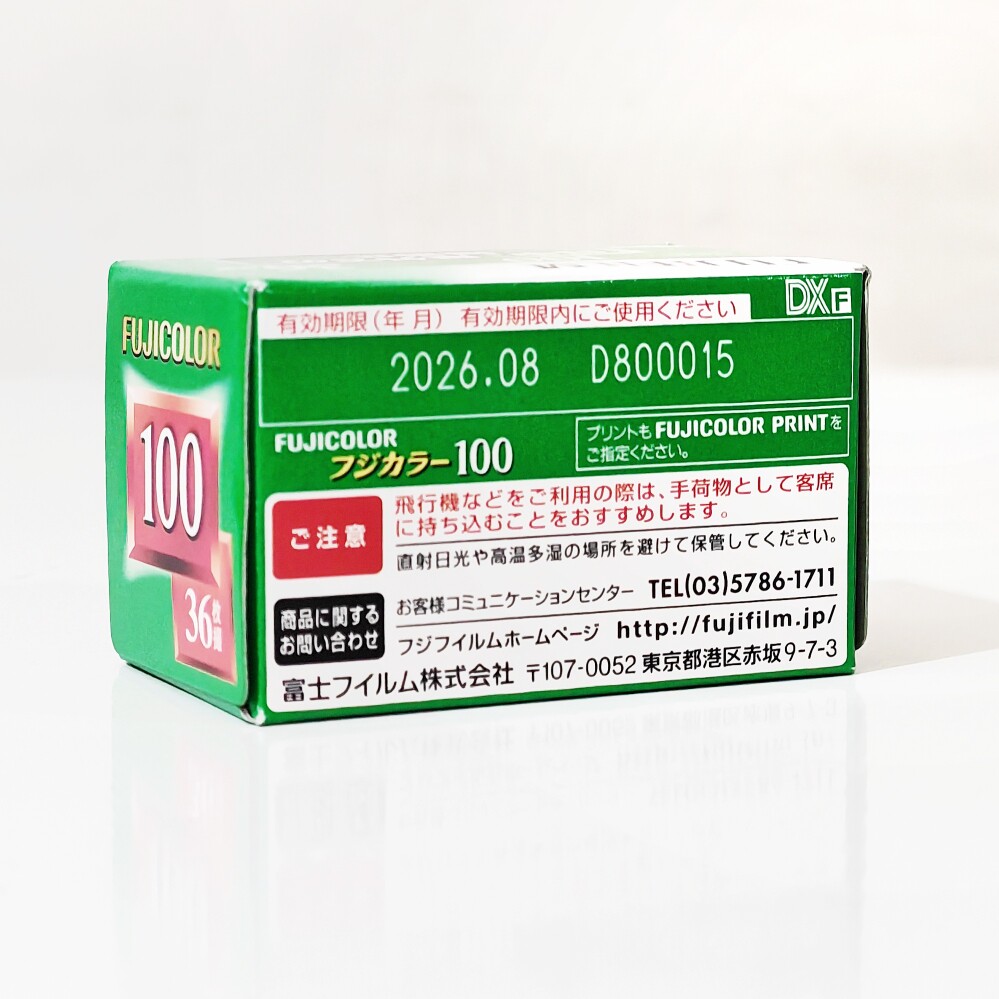 FUJICOLOR
100
36枚撮
有効期限(年月) 有効期限内にご使用ください
DX F
2026.08 D800015
FUJICOLOR
フジカラー100
プリントも FUJICOLOR PRINT を
ご指定ください。
ご注意
飛行機などをご利用の際は、手荷物として客席
に持ち込むことをおすすめします。
直射日光や高温多湿の場所を避けて保管してください。
商品に関する
お問い合わせ
お客様コミュニケーションセンター TEL(03)5786-1711
フジフイルムホームページ http://fujifilm.jp/
富士フイルム株式会社 〒107-0052 東京都港区赤坂9-7-3